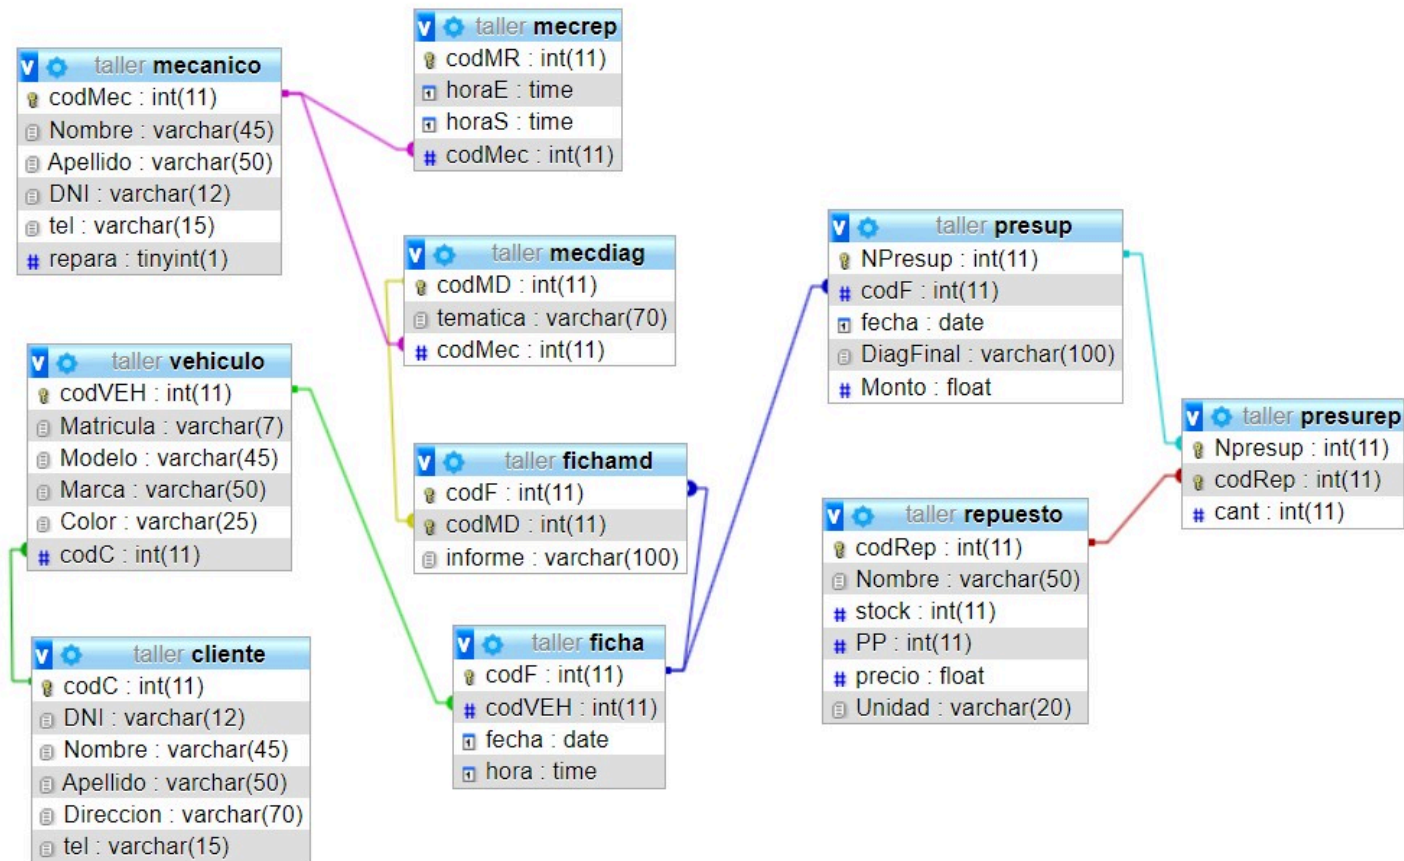 taller mecanico
codMec : int(11)
Nombre : varchar(45)
Apellido : varchar(50)
DNI : varchar(12)
tel : varchar(15)
# repara : tinyint(1)
taller mecrep
codMR : int(11)
horaE : time
horaS : time
# codMec : int(11)
taller mecdiag
codMD : int(11)
tematica : varchar(70)
# codMec : int(11)
taller vehiculo
codVEH : int(11)
Matricula : varchar(7)
Modelo : varchar(45)
Marca : varchar(50)
Color : varchar(25)
# codC : int(11)
taller fichamd
codF : int(11)
codMD : int(11)
informe : varchar(100)
taller cliente
codC : int(11)
DNI : varchar(12)
Nombre : varchar(45)
Apellido : varchar(50)
Direccion : varchar(70)
tel : varchar(15)
taller ficha
codF : int(11)
# codVEH : int(11)
fecha : date
hora : time
taller presup
NPresup : int(11)
# codF : int(11)
fecha : date
DiagFinal : varchar(100)
# Monto : float
taller repuesto
codRep : int(11)
Nombre : varchar(50)
# stock : int(11)
# PP : int(11)
# precio : float
Unidad : varchar(20)
taller presurep
Npresup : int(11)
codRep : int(11)
# cant : int(11)